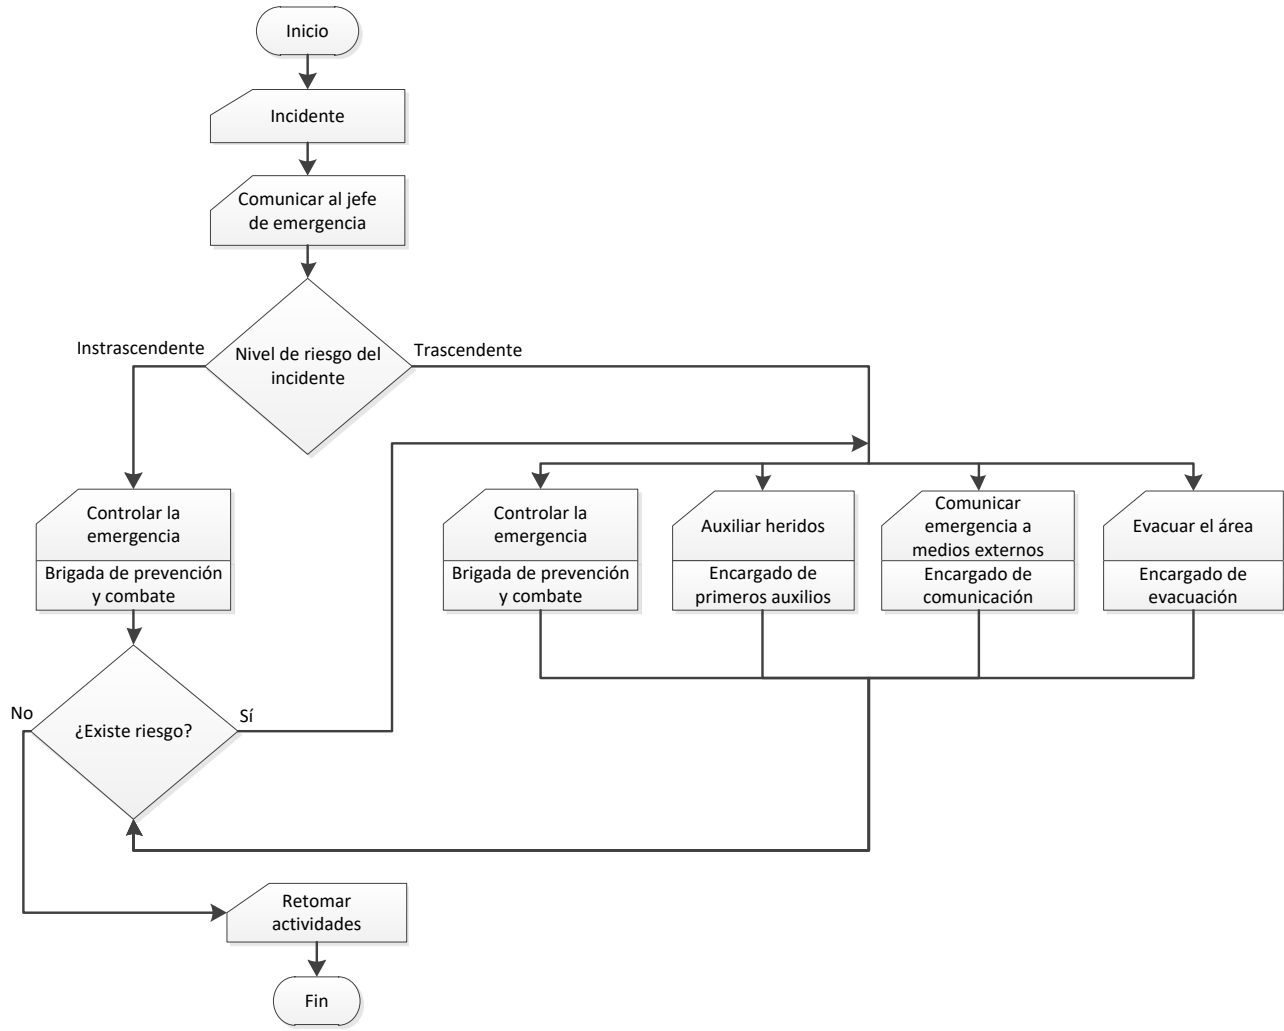 Inicio
Incidente
Comunicar al jefe
de emergencia
Nivel de riesgo del
incidente
Instrascendente
Trascendente
Controlar la
emergencia
Brigada de prevención
y combate
Controlar la
emergencia
Brigada de prevención
y combate
Auxiliar heridos
Encargado de
primeros auxilios
Comunicar
emergencia a
medios externos
Encargado de
comunicación
Evacuar el área
Encargado de
evacuación
¿Existe riesgo?
No
Sí
Retomar
actividades
Fin